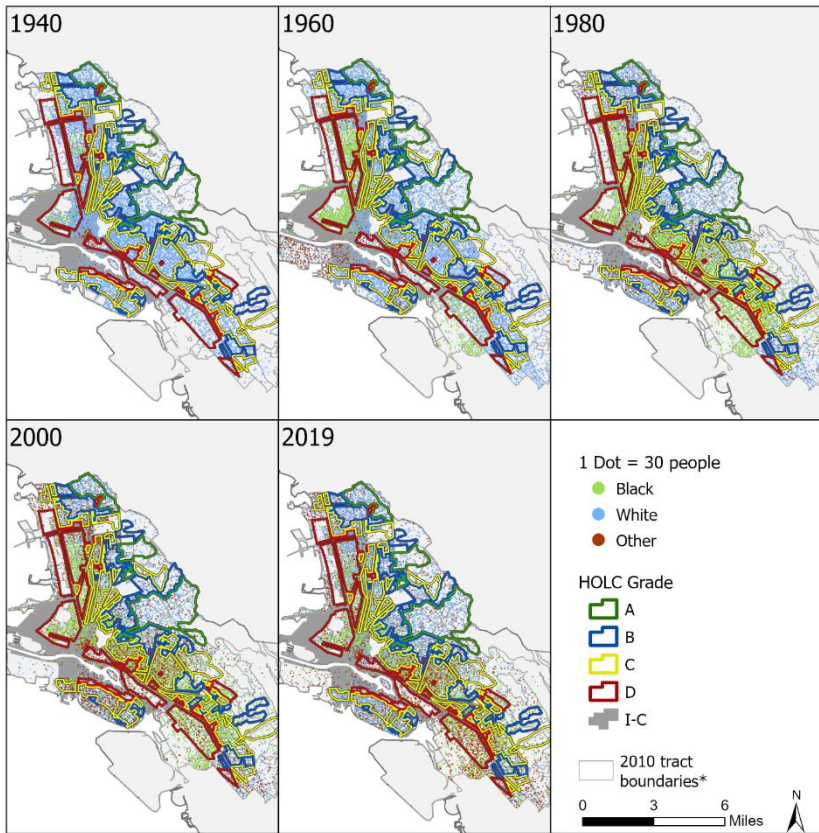 1940
1960
1980
2000
2019
1 Dot = 30 people
Black
White
Other
HOLC Grade
A
B
C
D
I-C
2010 tract
boundaries*
0 3 6
Miles
N